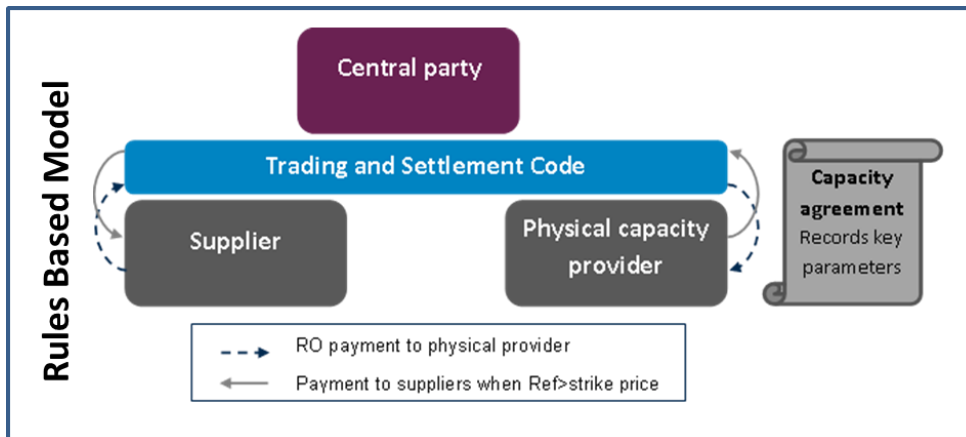 Rules Based Model
Central party
Trading and Settlement Code
Supplier
Physical capacity
provider
Capacity
agreement
Records key
parameters
RO payment to physical provider
Payment to suppliers when Ref>strike price